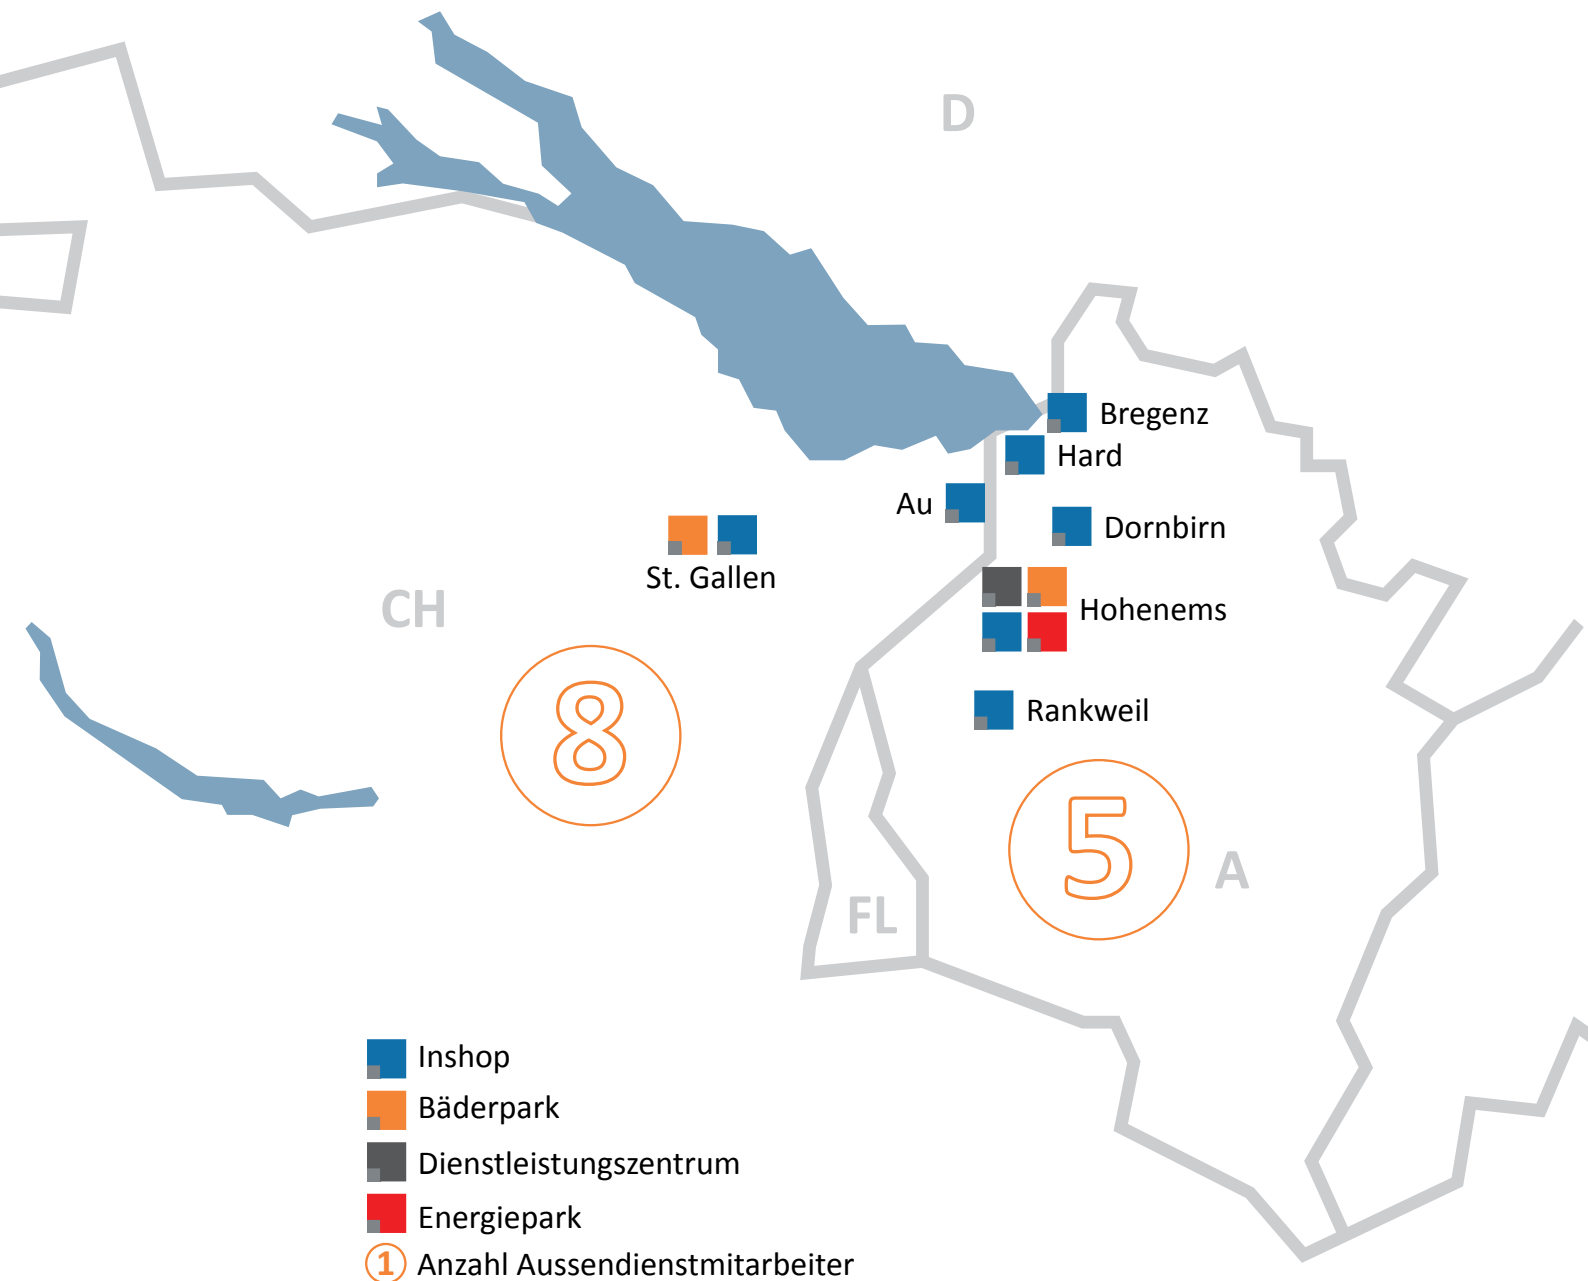 D
Bregenz
Hard
Au
Dornbirn
St. Gallen
CH
Hohenems
8
Rankweil
5
A
FL
Inshop
Bäderpark
Dienstleistungszentrum
Energiepark
1 Anzahl Aussendienstmitarbeiter